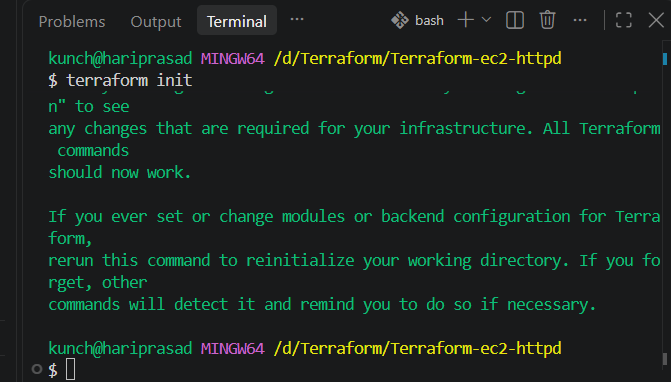 Problems Output Terminal ··· bash
kunch@hariprasad MINGW64 /d/Terraform/Terraform-ec2-httpd
$ terraform init
n" to see
any changes that are required for your infrastructure. All Terraform
commands
should now work.
If you ever set or change modules or backend configuration for Terra
form,
rerun this command to reinitialize your working directory. If you fo
rget, other
commands will detect it and remind you to do so if necessary.
kunch@hariprasad MINGW64 /d/Terraform/Terraform-ec2-httpd
$